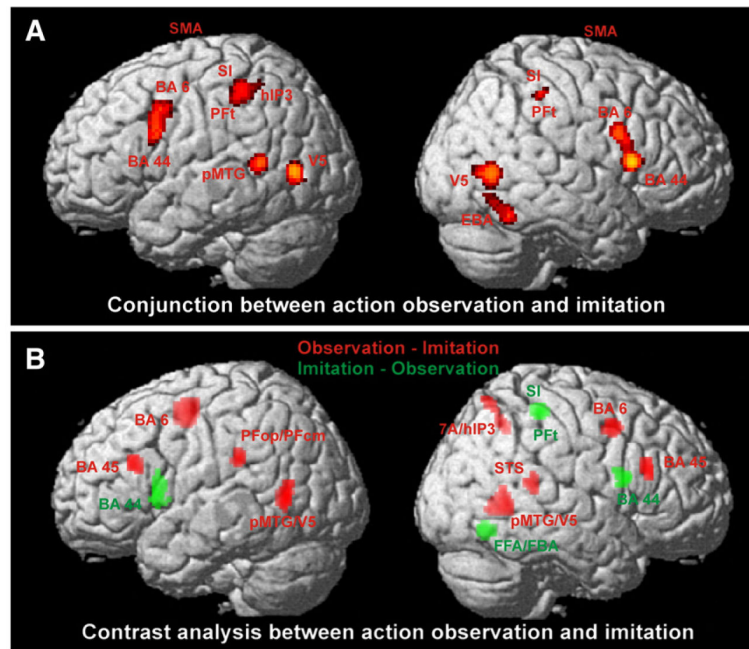 A
SMA
SMA
SI
BA 6
hIP3
PFt
BA 44
pMTG
V5
SI
PFt
BA 6
V5
BA 44
EBA
Conjunction between action observation and imitation
B
Observation - Imitation
Imitation - Observation
BA 6
PFop/PFcm
BA 45
BA 44
pMTG/V5
SI
7A/hIP3
PFt
BA 6
STS
BA 45
BA 44
pMTG/V5
FFA/FBA
Contrast analysis between action observation and imitation